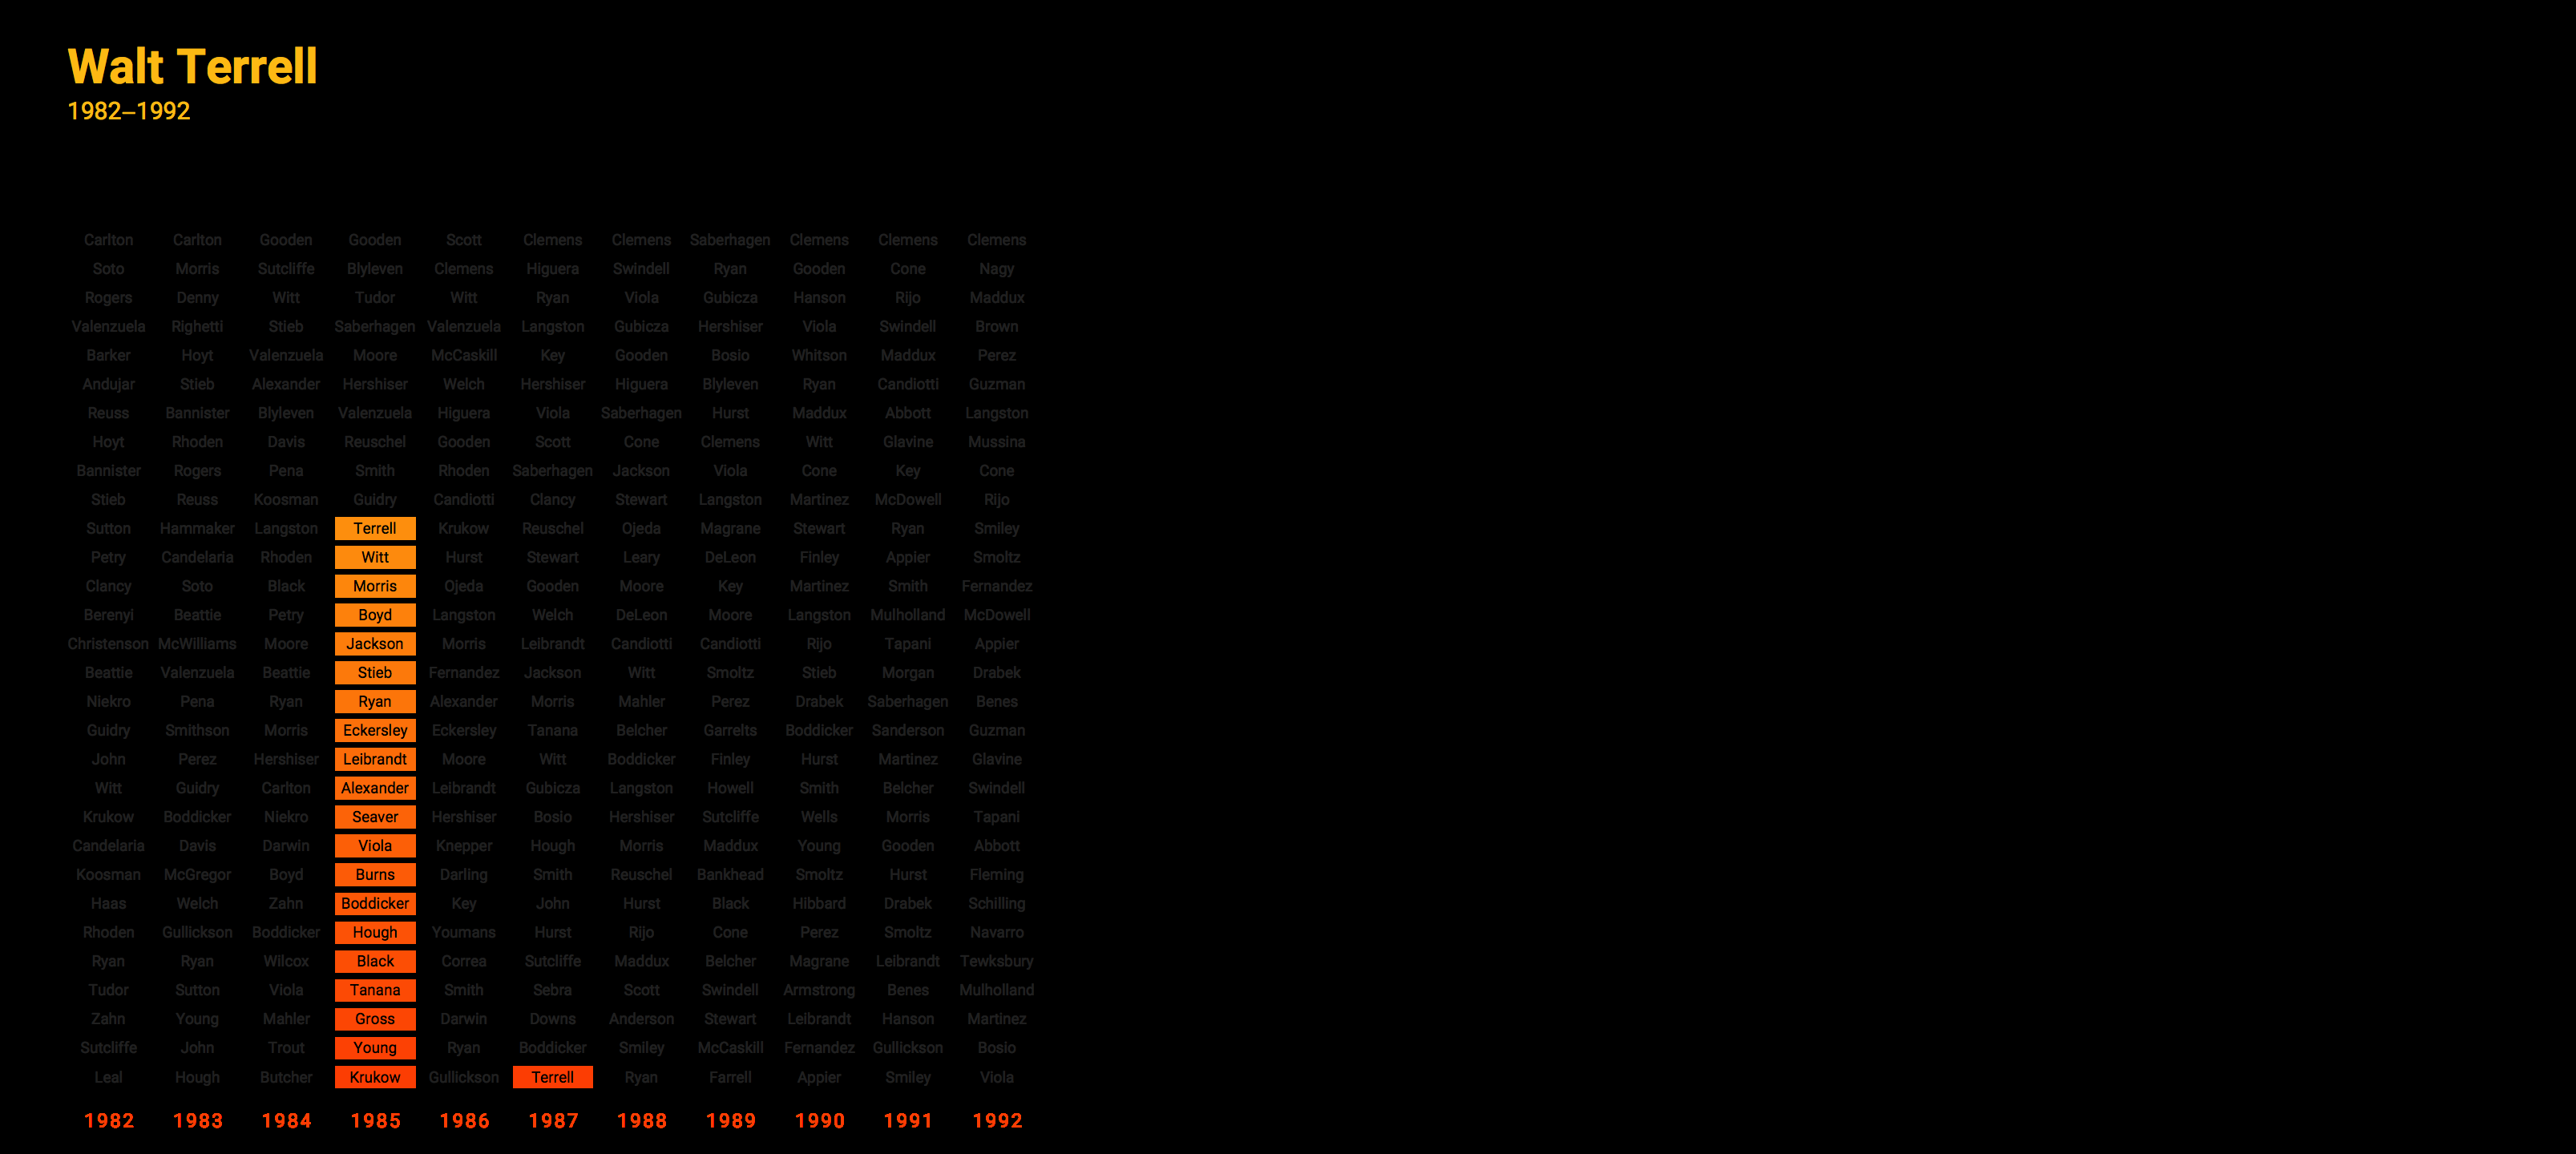 Walt Terrell
1982–1992
Carlton Carlton Gooden Gooden Scott Clemens Clemens Saberhagen Clemens Clemens Clemens
Soto Morris Sutcliffe Blyleven Clemens Higuera Swindell Ryan Gooden Cone Nagy
Rogers Denny Witt Tudor Witt Ryan Viola Gubicza Hanson Rijo Maddux
Valenzuela Righetti Stieb Saberhagen Valenzuela Langston Gubicza Hershiser Viola Swindell Brown
Barker Hoyt Valenzuela Moore McCaskill Key Gooden Bosio Whitson Maddux Perez
Andujar Stieb Alexander Hershiser Welch Hershiser Higuera Blyleven Ryan Candiotti Guzman
Reuss Bannister Blyleven Valenzuela Higuera Viola Saberhagen Hurst Maddux Abbott Langston
Hoyt Rhoden Davis Reuschel Gooden Scott Cone Clemens Witt Glavine Mussina
Bannister Rogers Pena Smith Rhoden Saberhagen Jackson Viola Cone Key Cone
Stieb Reuss Koosman Guidry Candiotti Clancy Stewart Langston Martinez McDowell Rijo
Sutton Hammaker Langston Terrell Krukow Reuschel Ojeda Magrane Stewart Ryan Smiley
Petry Candelaria Rhoden Witt Hurst Stewart Leary DeLeon Finley Appier Smoltz
Clancy Soto Black Morris Ojeda Gooden Moore Key Martinez Smith Fernandez
Berenyi Beattie Petry Boyd Langston Welch DeLeon Moore Langston Mulholland McDowell
Christenson McWilliams Moore Jackson Morris Leibrandt Candiotti Candiotti Rijo Tapani Appier
Beattie Valenzuela Beattie Stieb Fernandez Jackson Witt Smoltz Stieb Morgan Drabek
Niekro Pena Ryan Ryan Alexander Morris Mahler Perez Drabek Saberhagen Benes
Guidry Smithson Morris Eckersley Eckersley Tanana Belcher Garrelts Boddicker Sanderson Guzman
John Perez Hershiser Leibrandt Moore Witt Boddicker Finley Hurst Martinez Glavine
Witt Guidry Carlton Alexander Leibrandt Gubicza Langston Howell Smith Belcher Swindell
Krukow Boddicker Niekro Seaver Hershiser Bosio Hershiser Sutcliffe Wells Morris Tapani
Candelaria Davis Darwin Viola Knepper Hough Morris Maddux Young Gooden Abbott
Koosman McGregor Boyd Burns Darling Smith Reuschel Bankhead Smoltz Hurst Fleming
Haas Welch Zahn Boddicker Key John Hurst Black Hibbard Drabek Schilling
Rhoden Gullickson Boddicker Hough Youmans Hurst Rijo Cone Perez Smoltz Navarro
Ryan Ryan Wilcox Black Correa Sutcliffe Maddux Belcher Magrane Leibrandt Tewksbury
Tudor Sutton Viola Tanana Smith Sebra Scott Swindell Armstrong Benes Mulholland
Zahn Young Mahler Gross Darwin Downs Anderson Stewart Leibrandt Hanson Martinez
Sutcliffe John Trout Young Ryan Boddicker Smiley McCaskill Fernandez Gullickson Bosio
Leal Hough Butcher Krukow Gullickson Terrell Ryan Farrell Appier Smiley Viola
1982 1983 1984 1985 1986 1987 1988 1989 1990 1991 1992